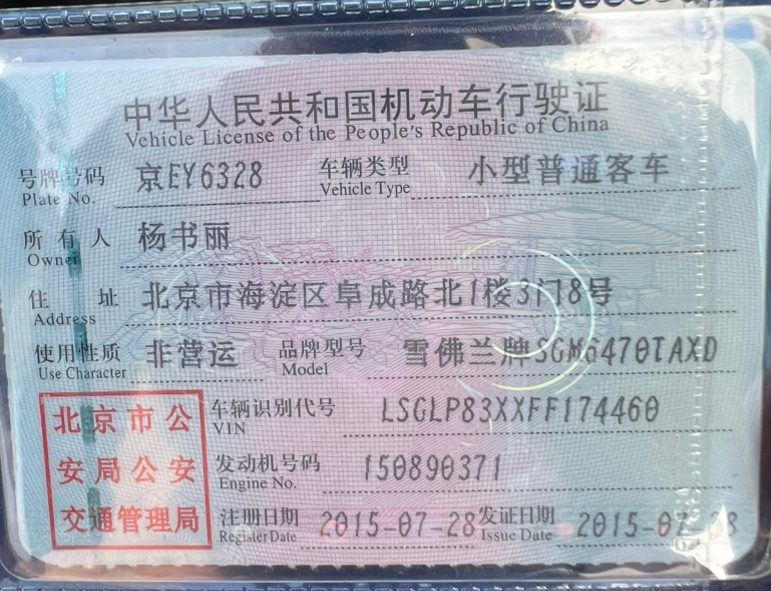 中华人民共和国机动车行驶证
Vehicle License of the People's Republic of China
号牌号码 京EY6328 车辆类型 小型普通客车
Plate No. Vehicle Type
所有人 杨书丽
Owner
住址 北京市海淀区阜成路北1楼3门8号
Address
使用性质 非营运 品牌型号 雪佛兰牌SGM6470TAXD
Use Character Model
北京市公 车辆识别代号 LSGLP83XXFF174460
VIN
安局公安 发动机号码 150890371
Engine No.
交通管理局 注册日期 2015-07-28 发证日期
Register Date Issue Date